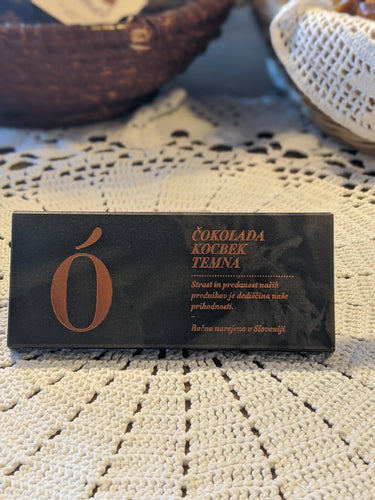 Ó
ČOKOLADA
KOCBEK
TEMNA
Strast in predanost naših
prednikov je dediščina naše
prihodnosti.
Ročno narejeno v Sloveniji